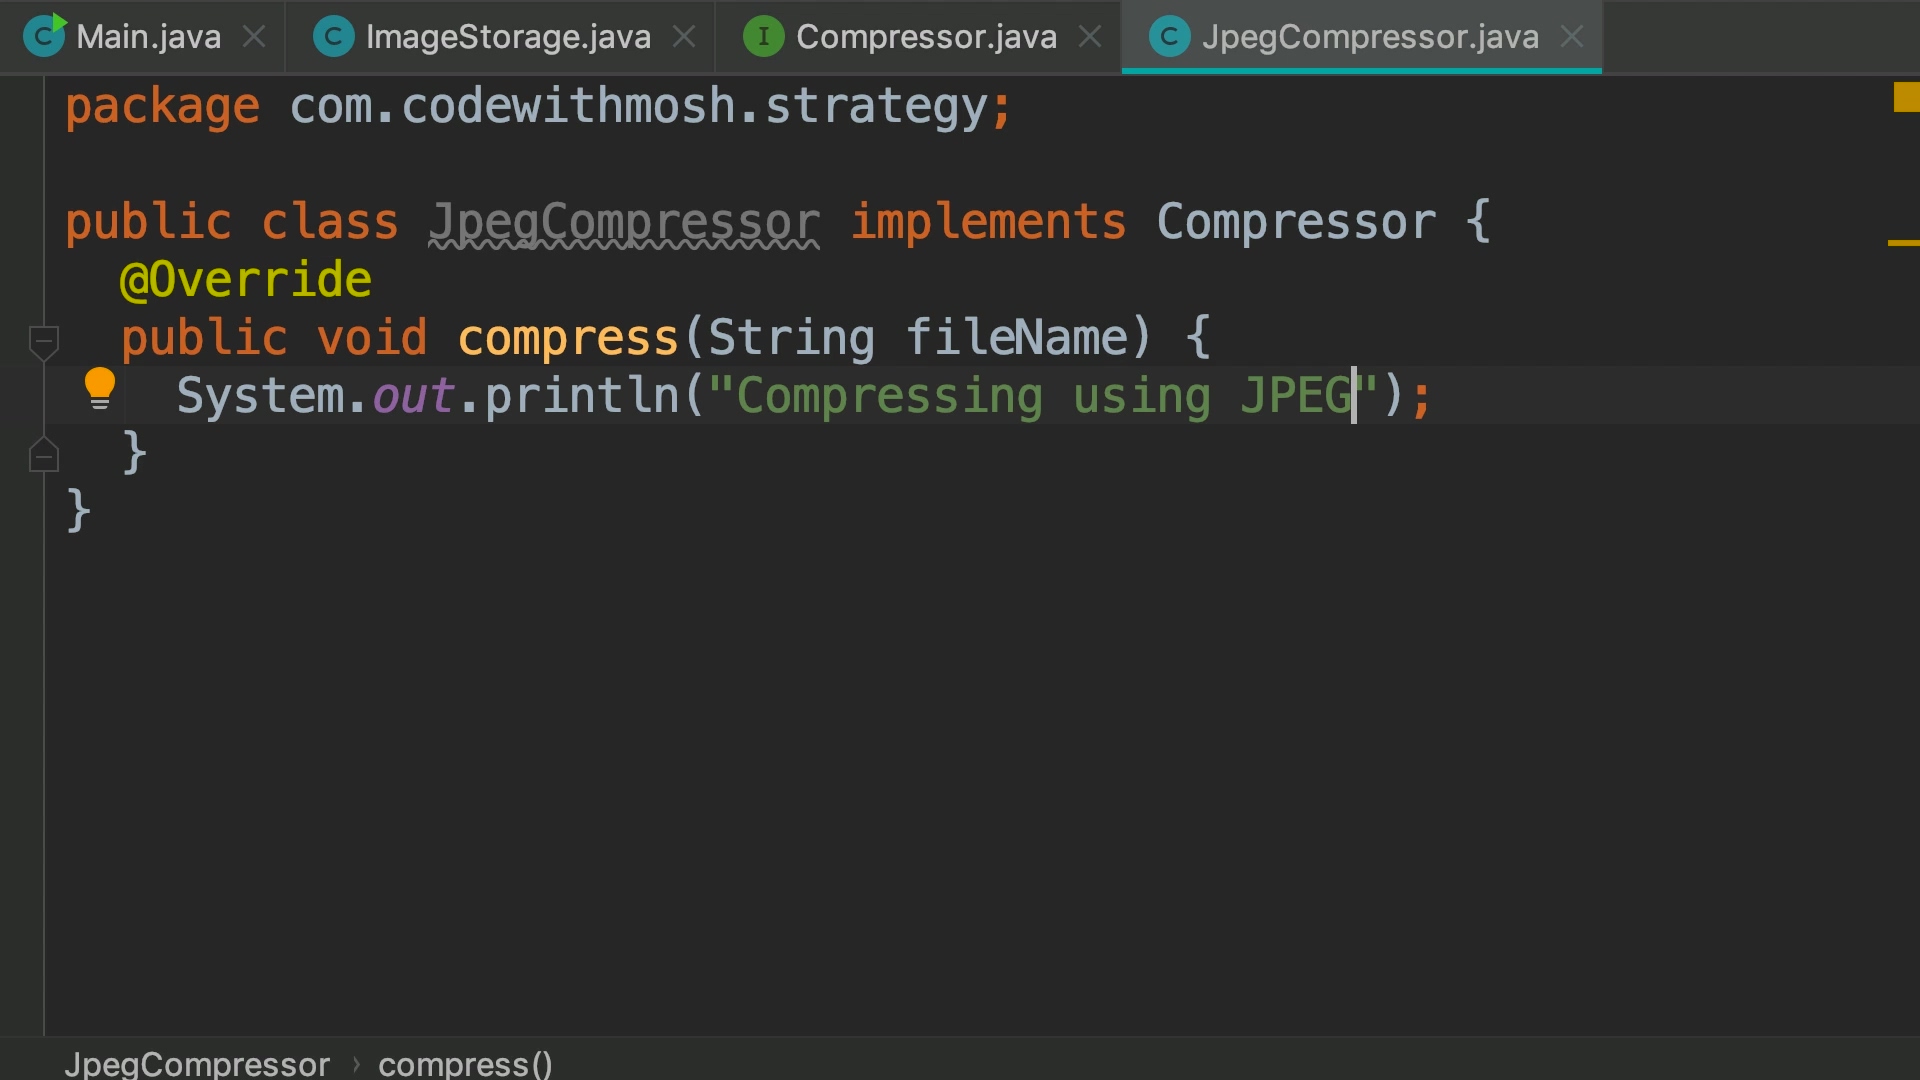 Main.java ImageStorage.java Compressor.java JpegCompressor.java
package com.codewithmosh.strategy;
public class JpegCompressor implements Compressor {
@Override
public void compress(String fileName) {
System.out.println("Compressing using JPEG");
}
}
JpegCompressor › compress()